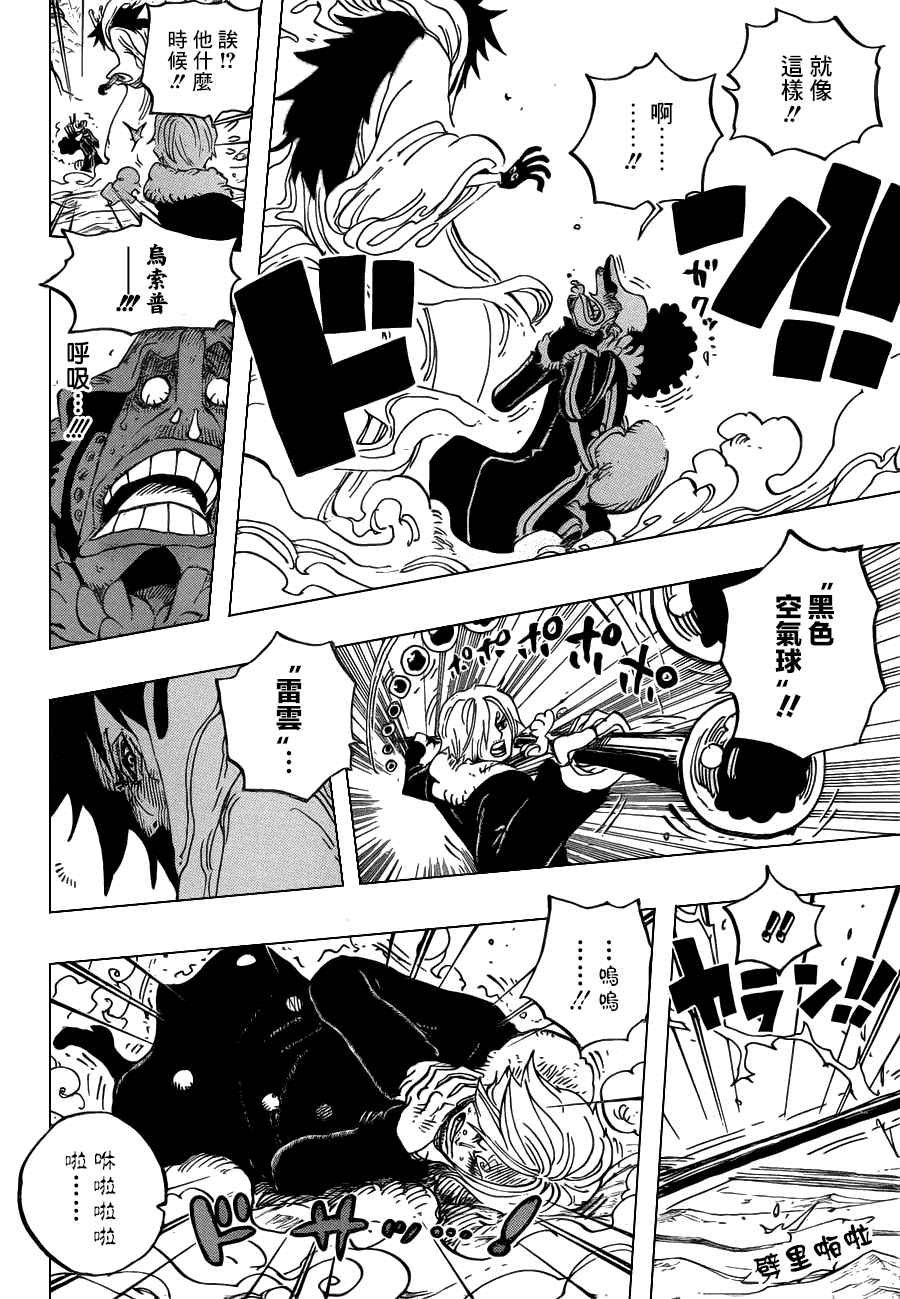 就像
這樣!!
啊……
……!!
ガクッ
ド
!!!
誒!?
他什麼
時候!!
烏索普
——!!!
呼吸…!!!
“黑色
空氣球”!!
ポポポポポ
“雷雲”…
!!
カラン!!
劈里啪啦
…嗚嗚
……
ドサッ…!
咻啦啦啦
啦……